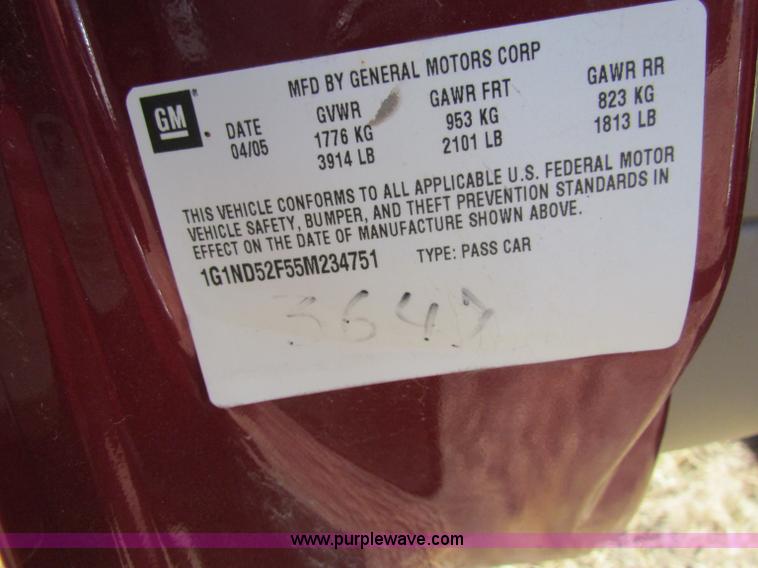 MFD BY GENERAL MOTORS CORP
GM
DATE GVWR GAWR FRT GAWR RR
04/05 1776 KG 953 KG 823 KG
3914 LB 2101 LB 1813 LB
THIS VEHICLE CONFORMS TO ALL APPLICABLE U.S. FEDERAL MOTOR
VEHICLE SAFETY, BUMPER, AND THEFT PREVENTION STANDARDS IN
EFFECT ON THE DATE OF MANUFACTURE SHOWN ABOVE.
1G1ND52F55M234751 TYPE: PASS CAR
www.purplewave.com